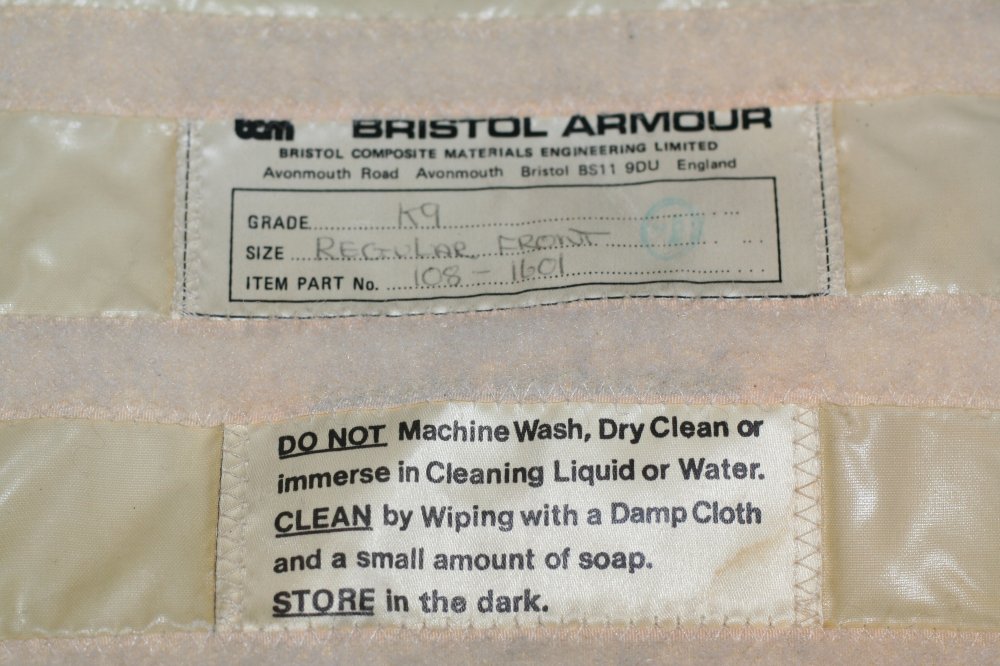 bcm BRISTOL ARMOUR
BRISTOL COMPOSITE MATERIALS ENGINEERING LIMITED
Avonmouth Road Avonmouth Bristol BS11 9DU England
GRADE K9
SIZE REGULAR FRONT
ITEM PART No. 108-1601
DO NOT Machine Wash, Dry Clean or
immerse in Cleaning Liquid or Water.
CLEAN by Wiping with a Damp Cloth
and a small amount of soap.
STORE in the dark.